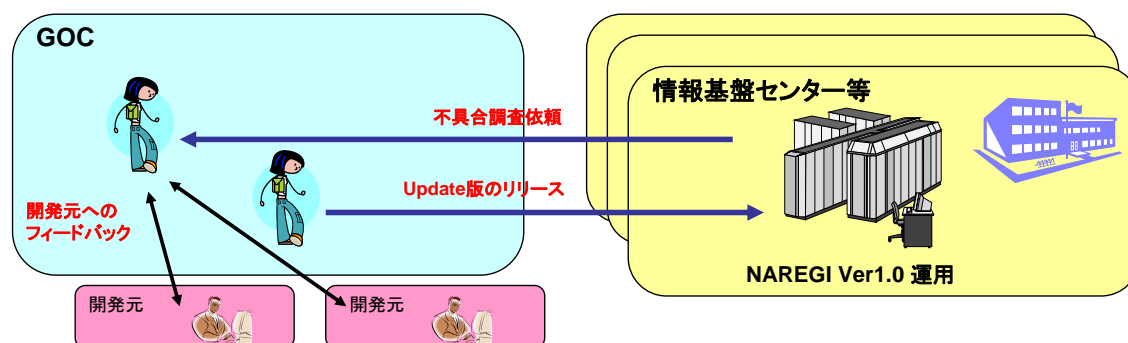 GOC
情報基盤センター等
不具合調査依頼
Update版のリリース
開発元への
フィードバック
NAREGI Ver1.0 運用
開発元
開発元